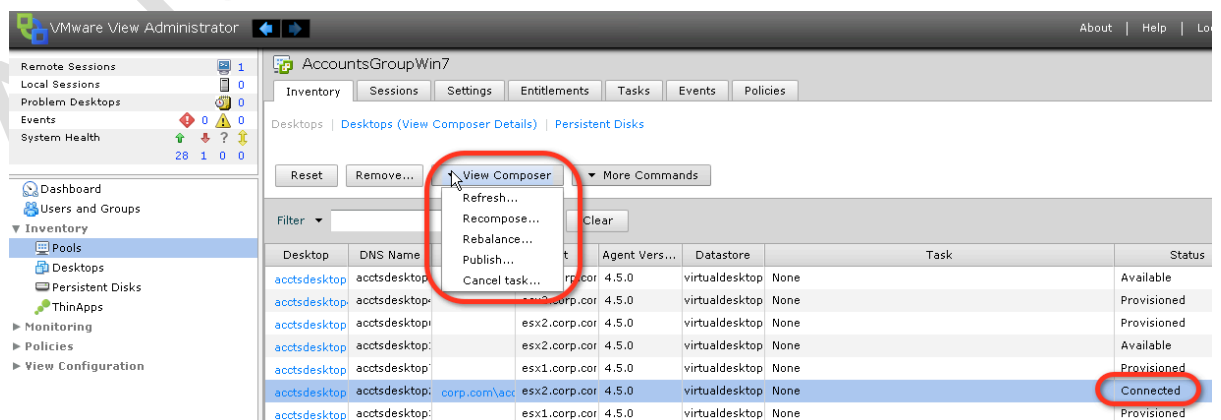 VMware View Administrator About | Help |
Remote Sessions 1
Local Sessions 0
Problem Desktops 0
Events 0 0
System Health ?
28 1 0 0
Dashboard
Users and Groups
Inventory
Pools
Desktops
Persistent Disks
ThinApps
Monitoring
Policies
View Configuration
AccountsGroupWin7
Inventory Sessions Settings Entitlements Tasks Events Policies
Desktops | Desktops (View Composer Details) | Persistent Disks
Reset Remove... View Composer More Commands
Refresh...
Recompose...
Rebalance...
Publish...
Cancel task...
Filter Clear
Desktop DNS Name Agent Vers... Datastore Task Status
acctsdesktop acctsdesktop 4.5.0 virtualdesktop None Available
acctsdesktop acctsdesktop esx2.corp.cor 4.5.0 virtualdesktop None Provisioned
acctsdesktop acctsdesktop esx2.corp.cor 4.5.0 virtualdesktop None Provisioned
acctsdesktop acctsdesktop esx2.corp.cor 4.5.0 virtualdesktop None Available
acctsdesktop acctsdesktop esx1.corp.cor 4.5.0 virtualdesktop None Provisioned
acctsdesktop acctsdesktop corp.com\acc esx2.corp.cor 4.5.0 virtualdesktop None Connected
acctsdesktop acctsdesktop esx1.corp.cor 4.5.0 virtualdesktop None Provisioned